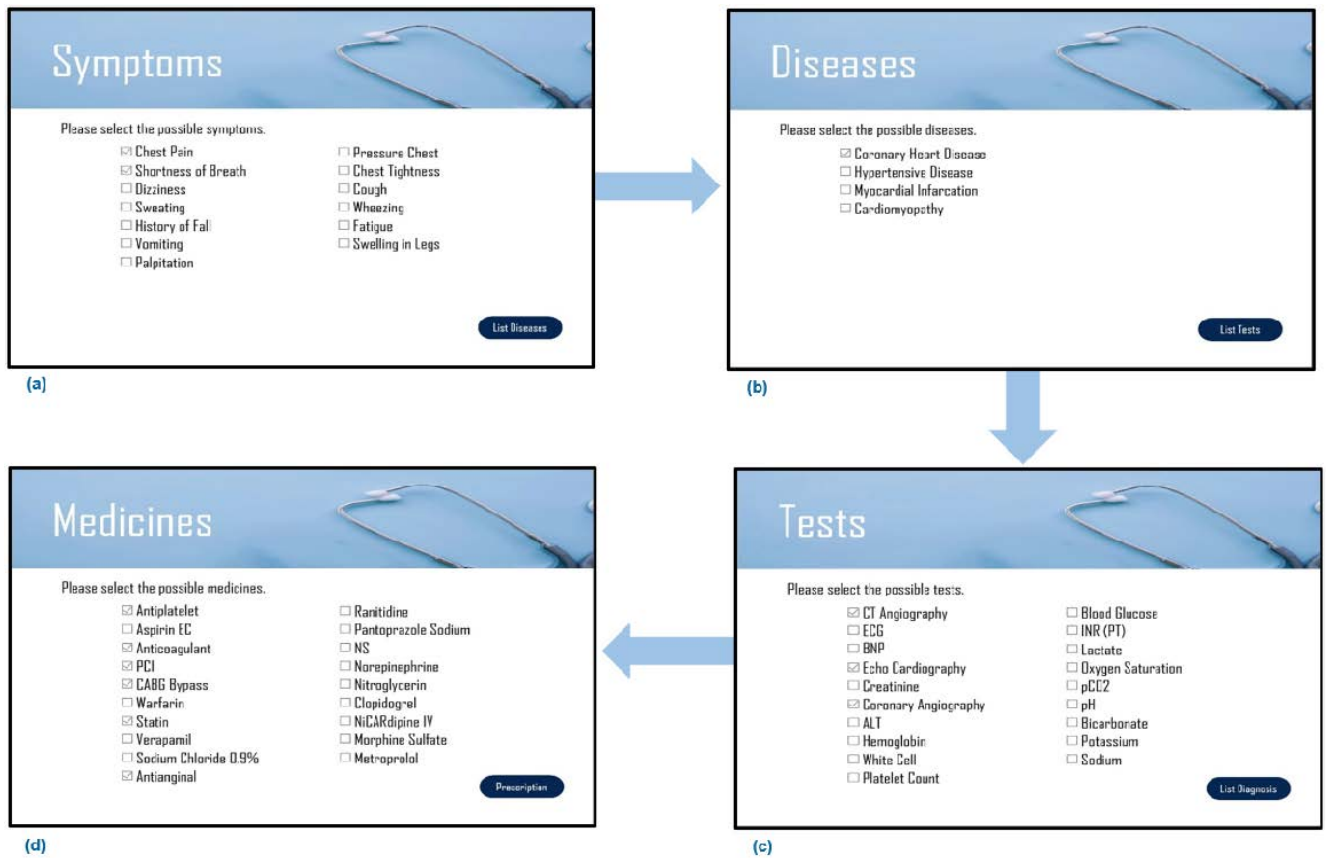 Symptoms
Please select the possible symptoms.
Chest Pain
Shortness of Breath
Dizziness
Sweating
History of Fall
Vomiting
Palpitation
Pressure Chest
Chest Tightness
Cough
Wheezing
Fatigue
Swelling in Legs
List Diseases
(a)
Diseases
Please select the possible diseases.
Coronary Heart Disease
Hypertensive Disease
Myocardial Infarcation
Cardiomyopathy
List Tests
(b)
Medicines
Please select the possible medicines.
Antiplatelet
Aspirin EC
Anticoagulant
PCI
CABG Bypass
Warfarin
Statin
Verapamil
Sodium Chloride 0.9%
Antianginal
Ranitidine
Pantoprazole Sodium
NS
Norepinephrine
Nitroglycerin
Clopidogrel
NiCARdipine IV
Morphine Sulfate
Metroprolol
Precoription
(d)
Tests
Please select the possible tests.
CT Angiography
ECG
BNP
Echo Cardiography
Creatinine
Coronary Angiography
ALT
Hemoglobin
White Cell
Platelet Count
Blood Glucose
INR (PT)
Lactate
Oxygen Saturation
pCO2
pH
Bicarbonate
Potassium
Sodium
List Diagnosis
(c)